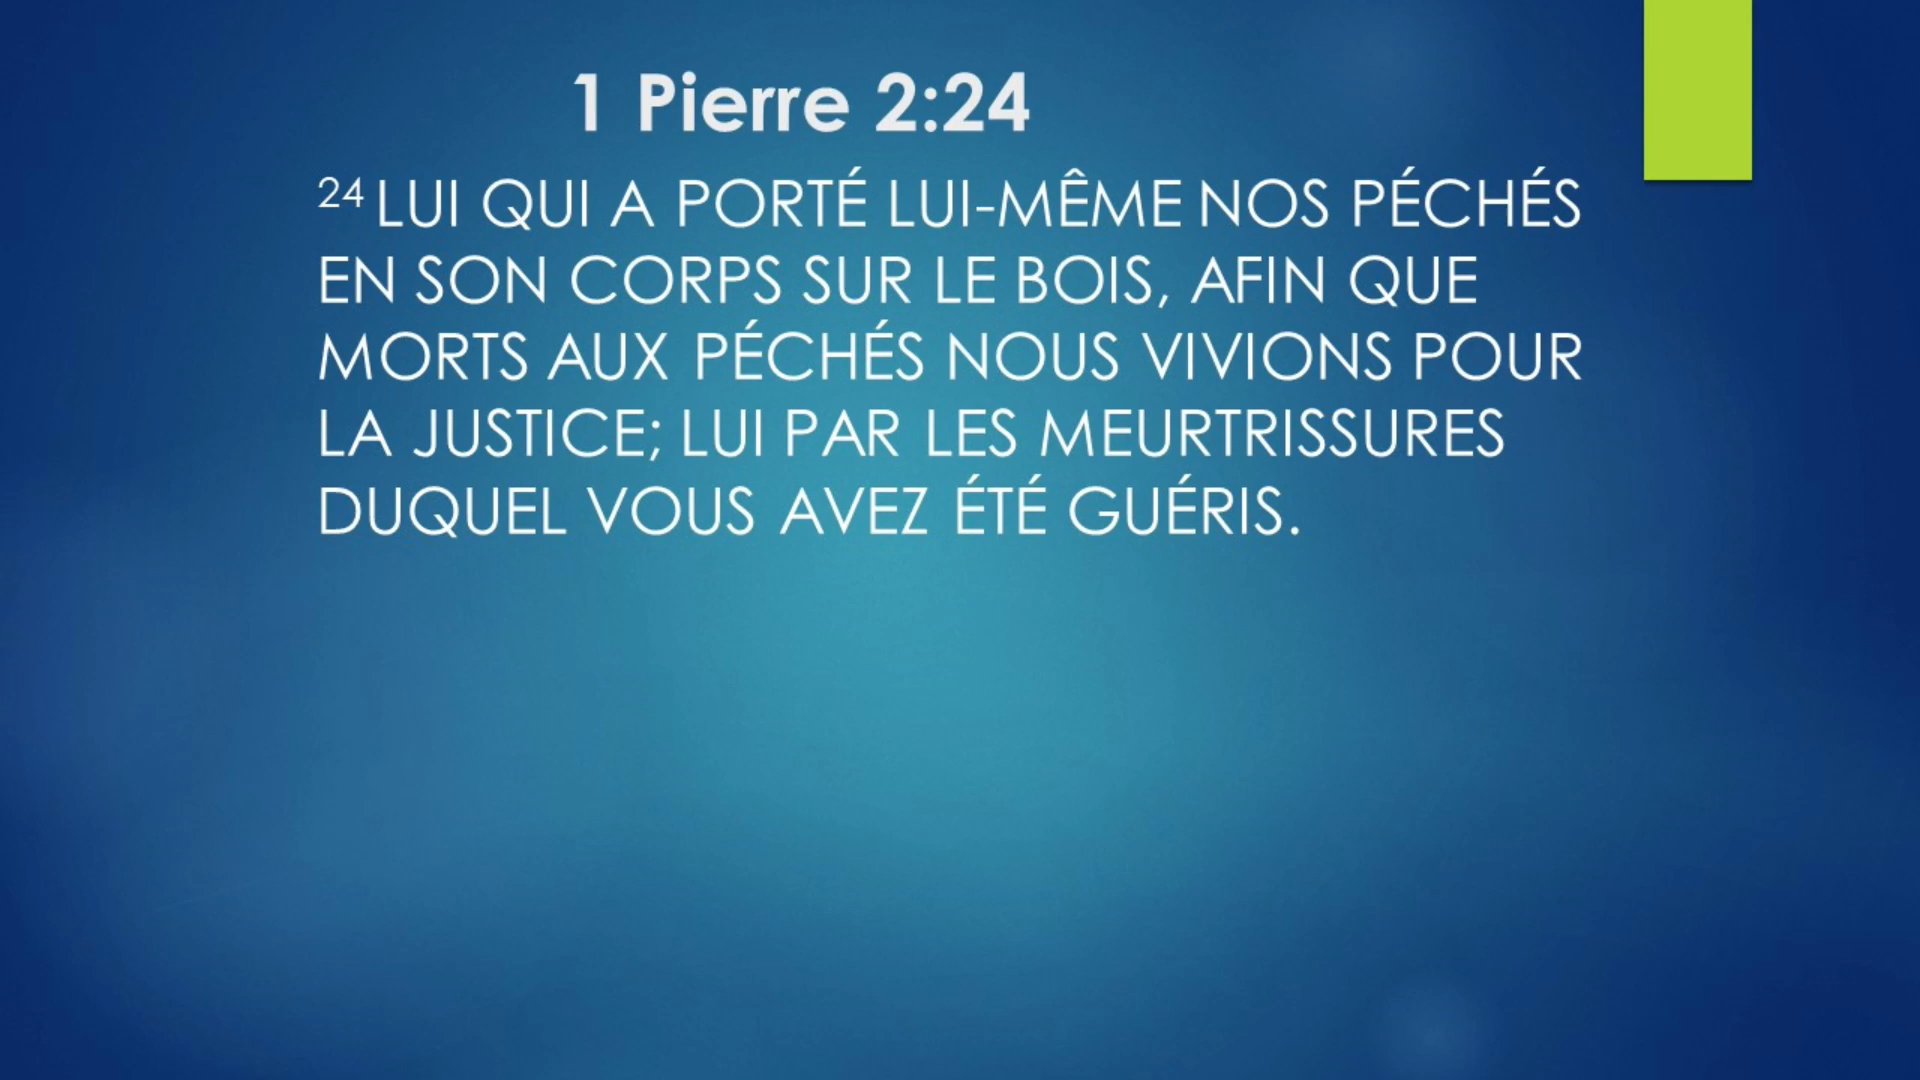 1 Pierre 2:24
24 LUI QUI A PORTÉ LUI-MÊME NOS PÉCHÉS
EN SON CORPS SUR LE BOIS, AFIN QUE
MORTS AUX PÉCHÉS NOUS VIVIONS POUR
LA JUSTICE; LUI PAR LES MEURTRISSURES
DUQUEL VOUS AVEZ ÉTÉ GUÉRIS.